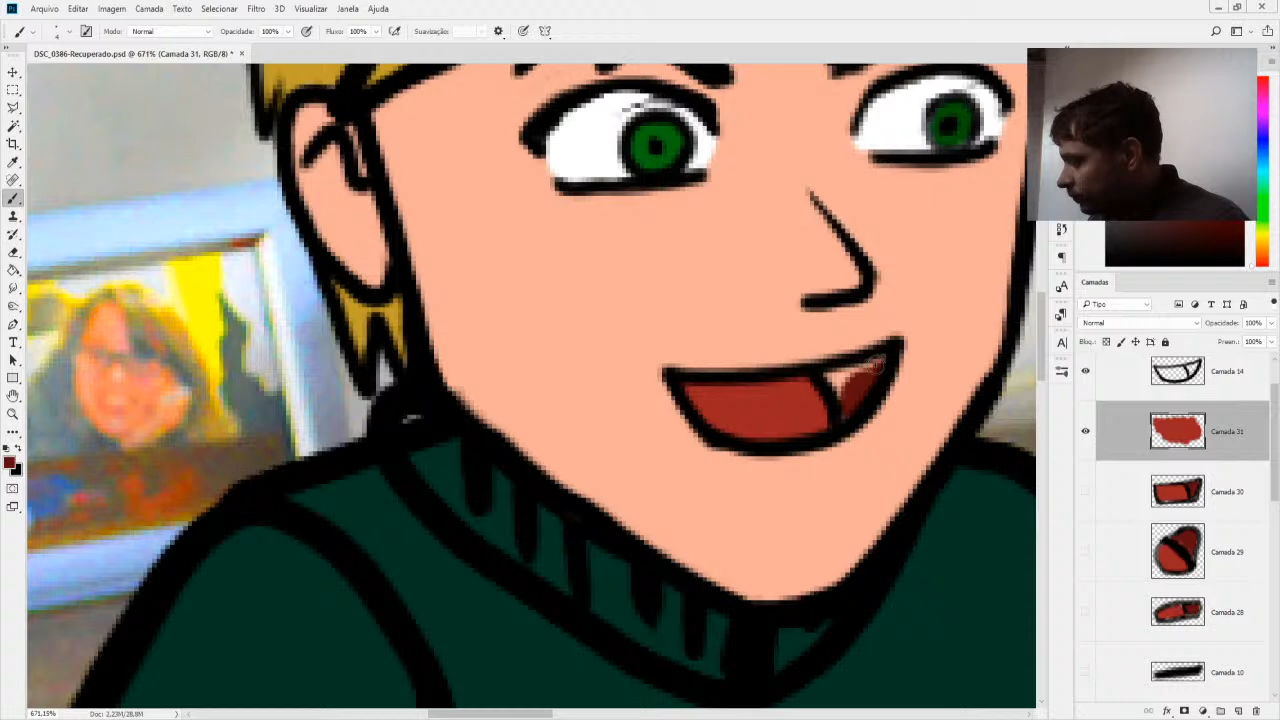 Arquivo Editar Imagem Camada Texto Selecionar Filtro 3D Visualizar Janela Ajuda
Modo: Normal Opacidade: 100% Fluxo: 100% Suavização:
DSC_0386-Recuperado.psd @ 671% (Camada 31, RGB/8) * ×
Camadas
Tipo
Normal Opacidade: 100%
Bloq.: Preen.: 100%
Camada 14
Camada 31
Camada 30
Camada 29
Camada 28
Camada 10
671,15% Doc: 2,23M/28,8M